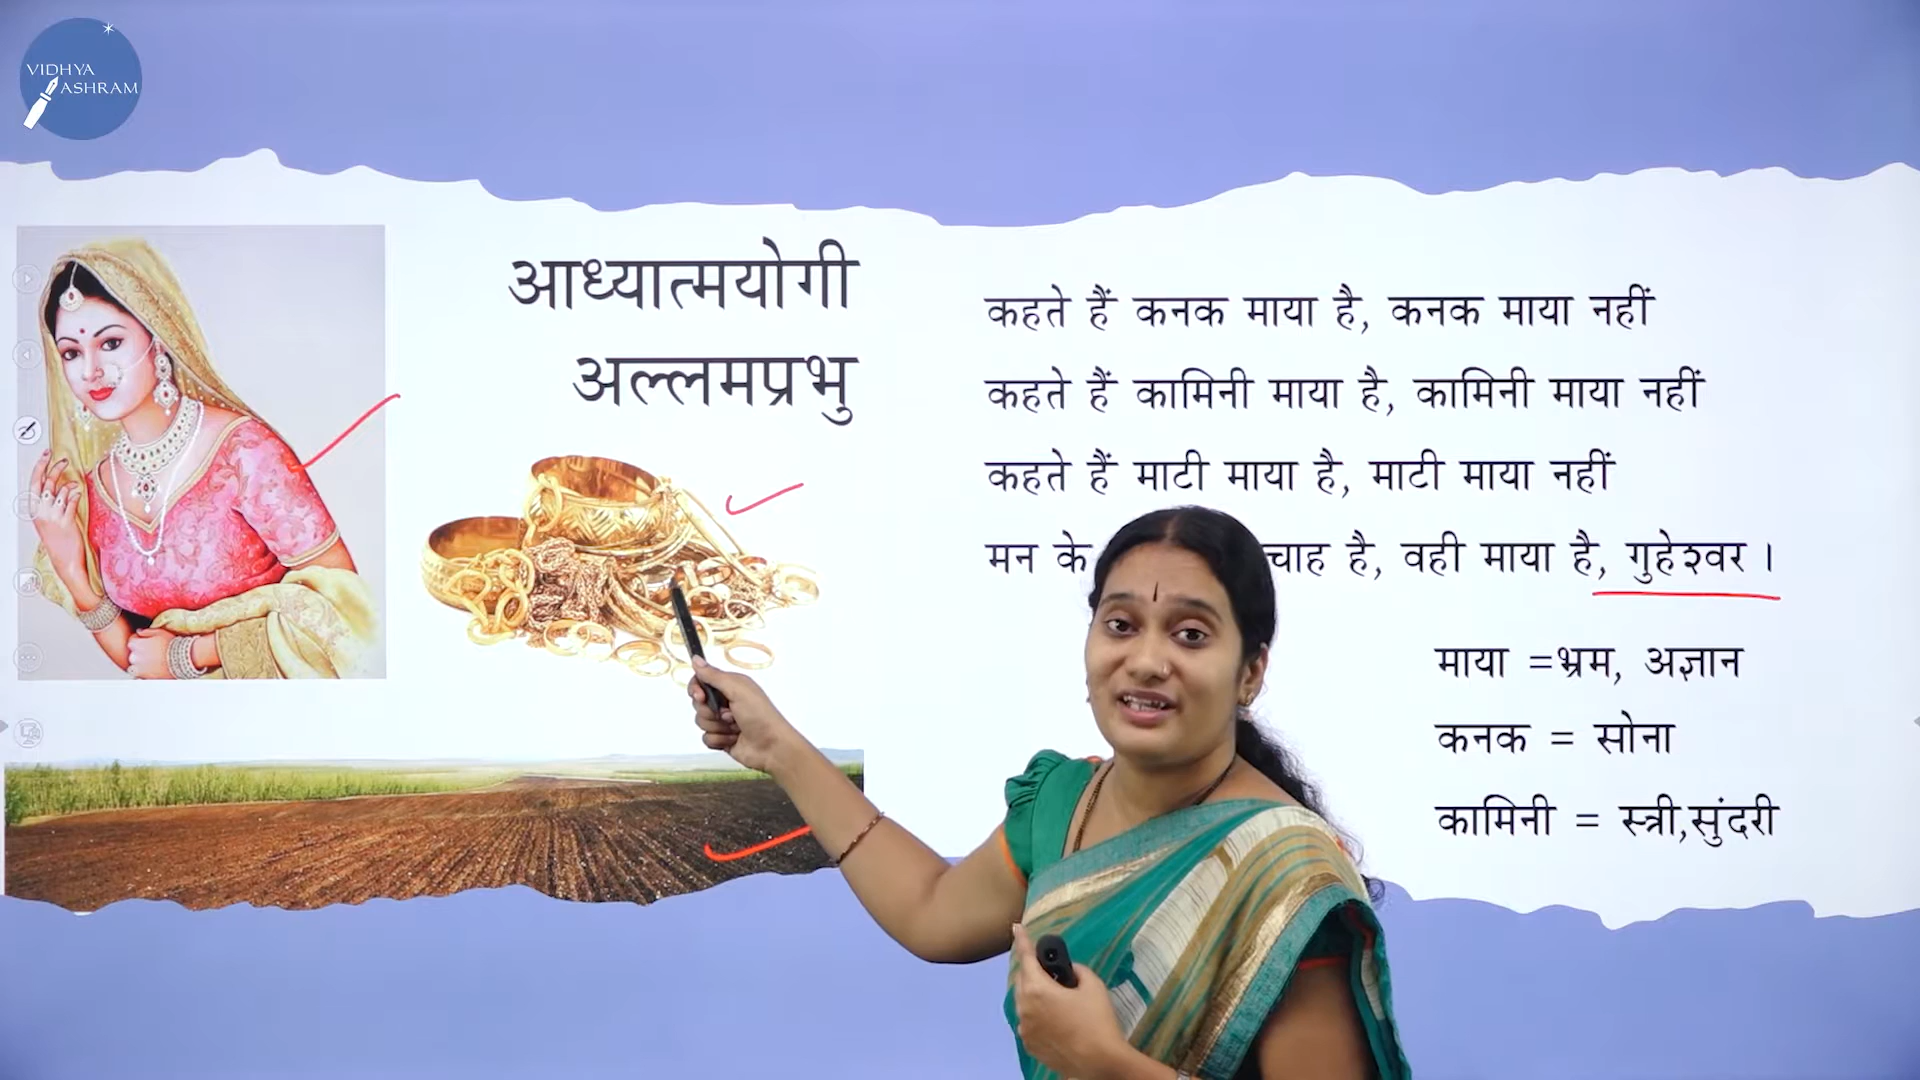 VIDHYA
ASHRAM
आध्यात्मयोगी
अल्लमप्रभु
कहते हैं कनक माया है, कनक माया नहीं
कहते हैं कामिनी माया है, कामिनी माया नहीं
कहते हैं माटी माया है, माटी माया नहीं
मन के चाह है, वही माया है, गुहेश्वर ।
माया =भ्रम, अज्ञान
कनक = सोना
कामिनी = स्त्री,सुंदरी